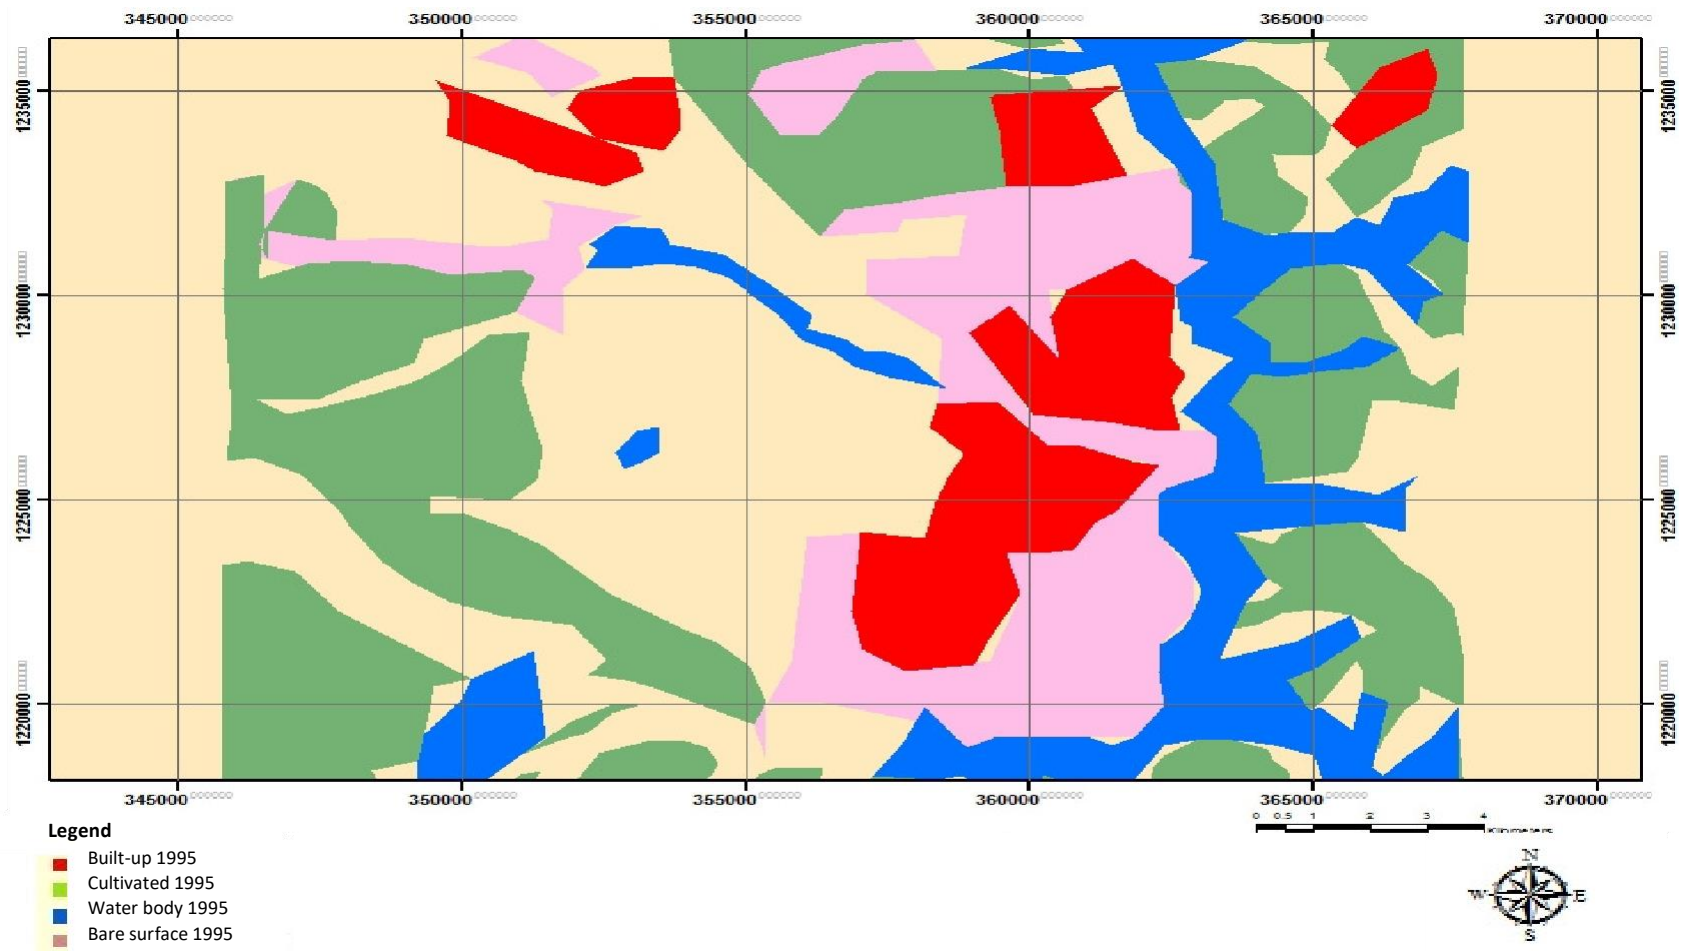 345000 350000 355000 360000 365000 370000
1235000 1235000
1230000 1230000
1225000 1225000
1220000 1220000
345000 350000 355000 360000 365000 370000
0 0.5 1 2 3 4
Kilometers
Legend
Built-up 1995
Cultivated 1995
Water body 1995
Bare surface 1995
N
W E
S